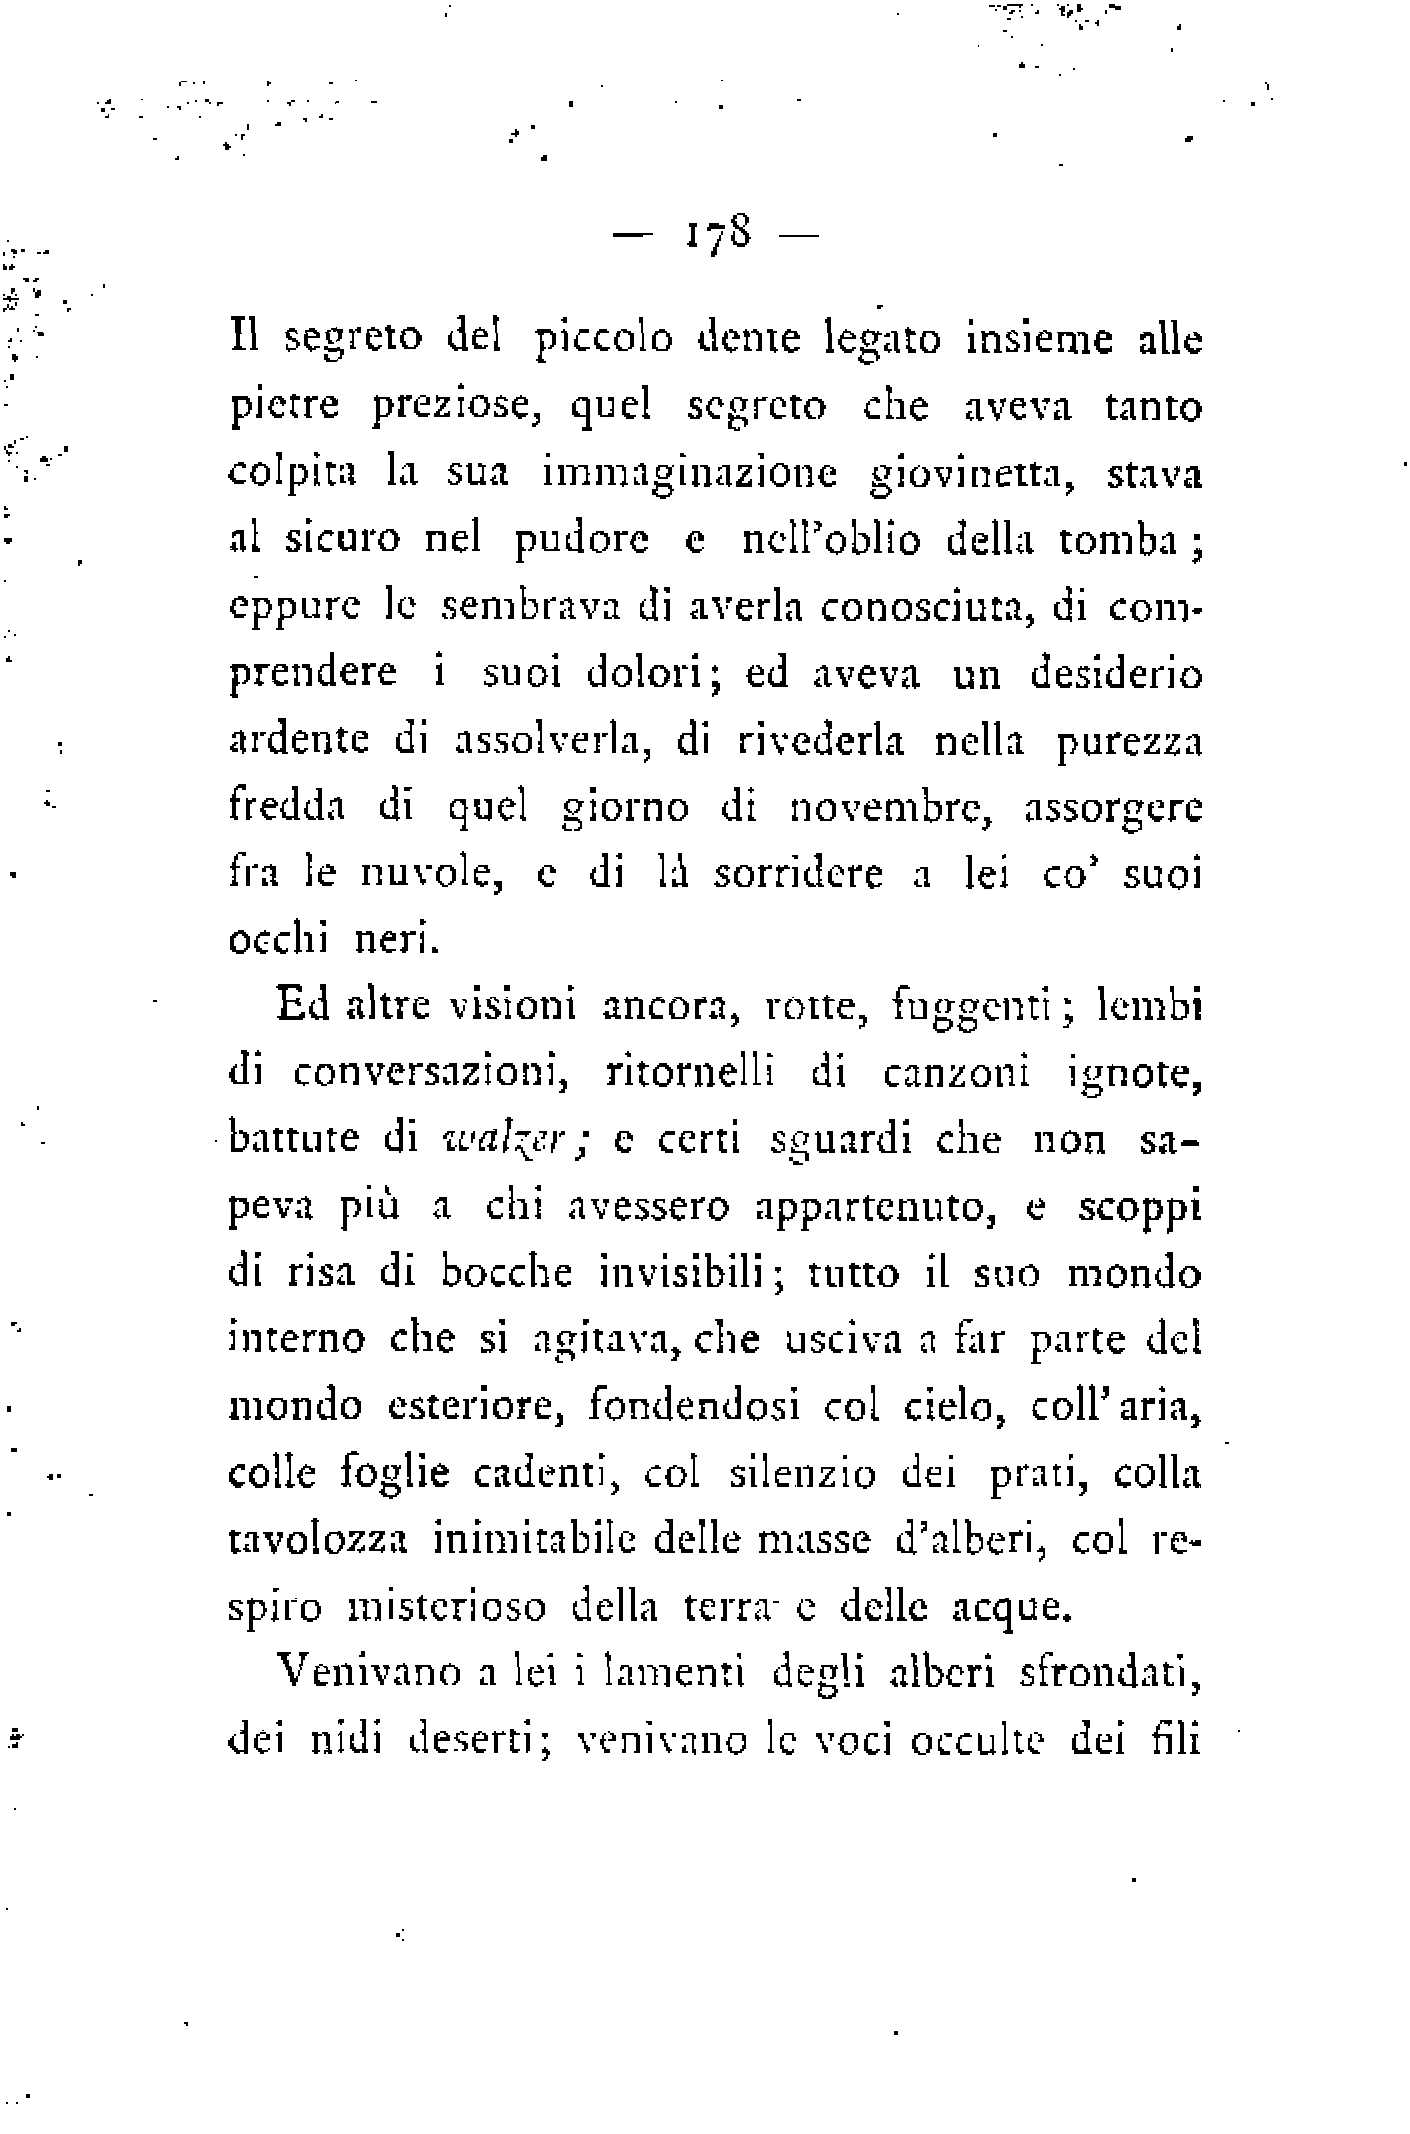 — 178 —
Il segreto del piccolo dente legato insieme alle
pietre preziose, quel segreto che aveva tanto
colpita la sua immaginazione giovinetta, stava
al sicuro nel pudore e nell'oblio della tomba ;
eppure le sembrava di averla conosciuta, di com-
prendere i suoi dolori ; ed aveva un desiderio
ardente di assolverla, di rivederla nella purezza
fredda di quel giorno di novembre, assorgere
fra le nuvole, e di là sorridere a lei co' suoi
occhi neri.
Ed altre visioni ancora, rotte, fuggenti ; lembi
di conversazioni, ritornelli di canzoni ignote,
battute di walzer ; e certi sguardi che non sa-
peva più a chi avessero appartenuto, e scoppi
di risa di bocche invisibili ; tutto il suo mondo
interno che si agitava, che usciva a far parte del
mondo esteriore, fondendosi col cielo, coll' aria,
colle foglie cadenti, col silenzio dei prati, colla
tavolozza inimitabile delle masse d'alberi, col re-
spiro misterioso della terra e delle acque.
Venivano a lei i lamenti degli alberi sfrondati,
dei nidi deserti ; venivano le voci occulte dei fili